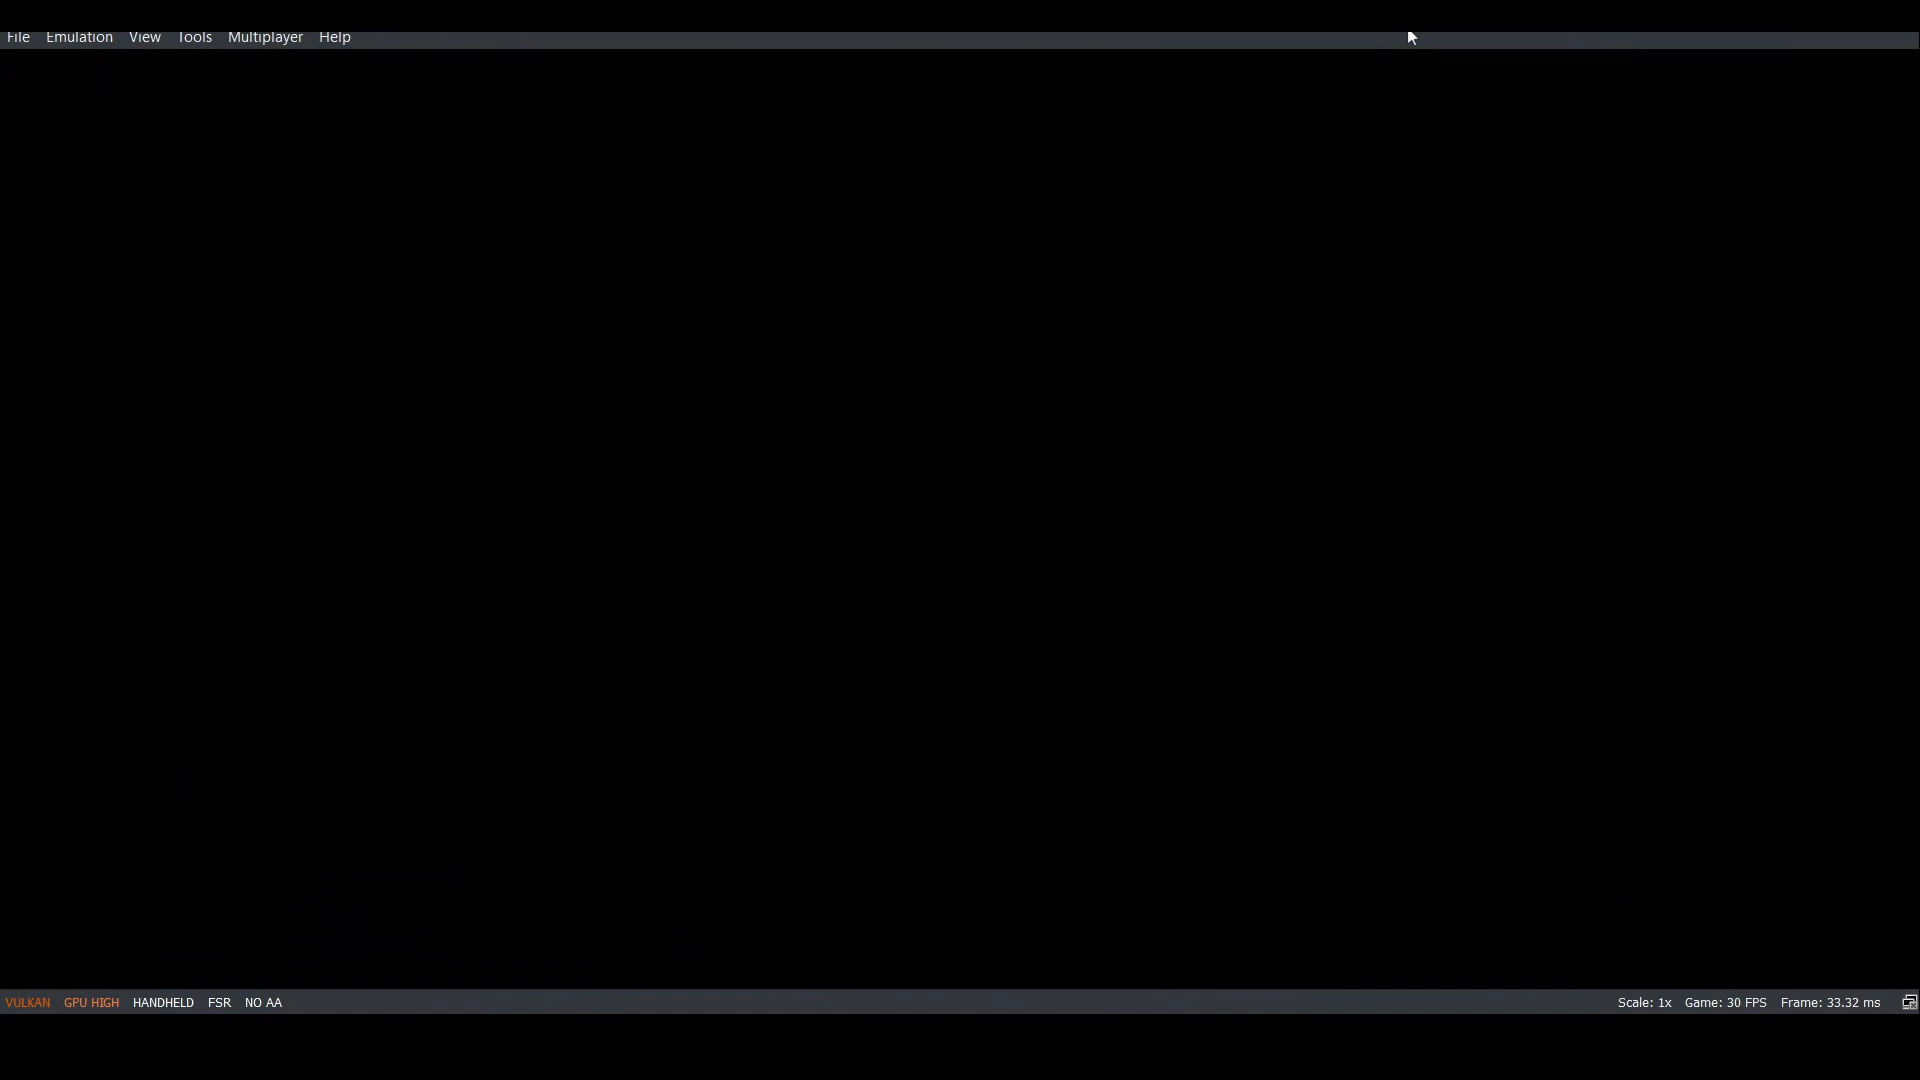 File Emulation View Tools Multiplayer Help
VULKAN GPU HIGH HANDHELD FSR NO AA Scale: 1x Game: 30 FPS Frame: 33.32 ms